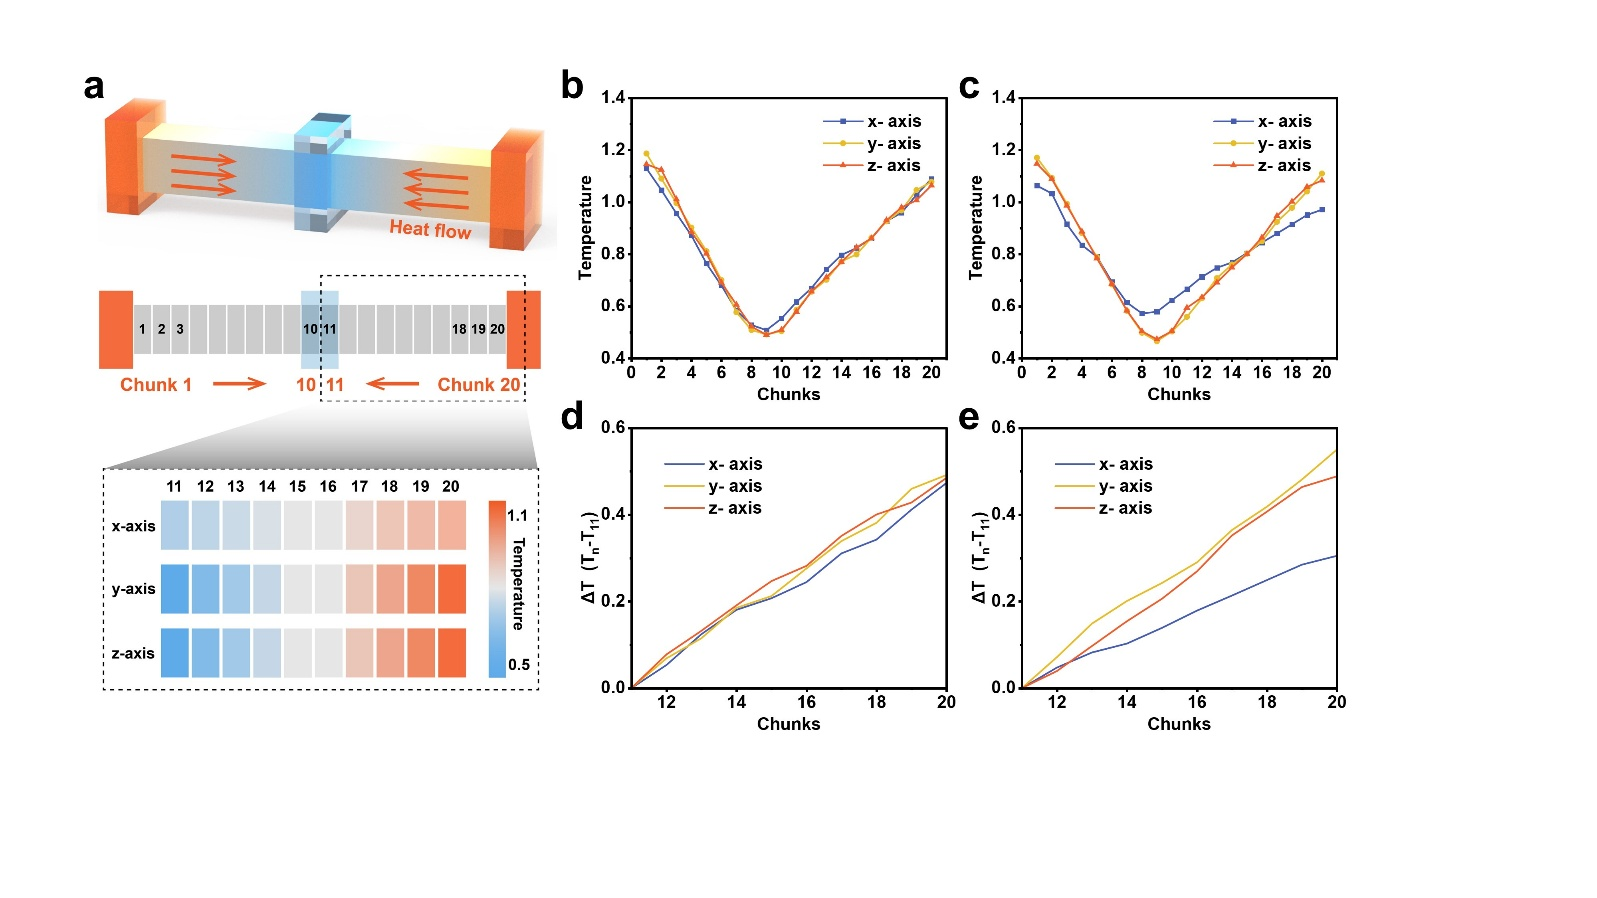 a
Heat flow
1 2 3 10 11 18 19 20
Chunk 1 10 11 Chunk 20
11 12 13 14 15 16 17 18 19 20
x-axis
y-axis
z-axis
1.1
Temperature
0.5
b
1.4
1.2
1.0
0.8
0.6
0.4
Temperature
x- axis
y- axis
z- axis
0 2 4 6 8 10 12 14 16 18 20
Chunks
c
1.4
1.2
1.0
0.8
0.6
0.4
Temperature
x- axis
y- axis
z- axis
0 2 4 6 8 10 12 14 16 18 20
Chunks
d
0.6
0.4
0.2
0.0
ΔT (Tn-T11)
x- axis
y- axis
z- axis
12 14 16 18 20
Chunks
e
0.6
0.4
0.2
0.0
ΔT (Tn-T11)
x- axis
y- axis
z- axis
12 14 16 18 20
Chunks